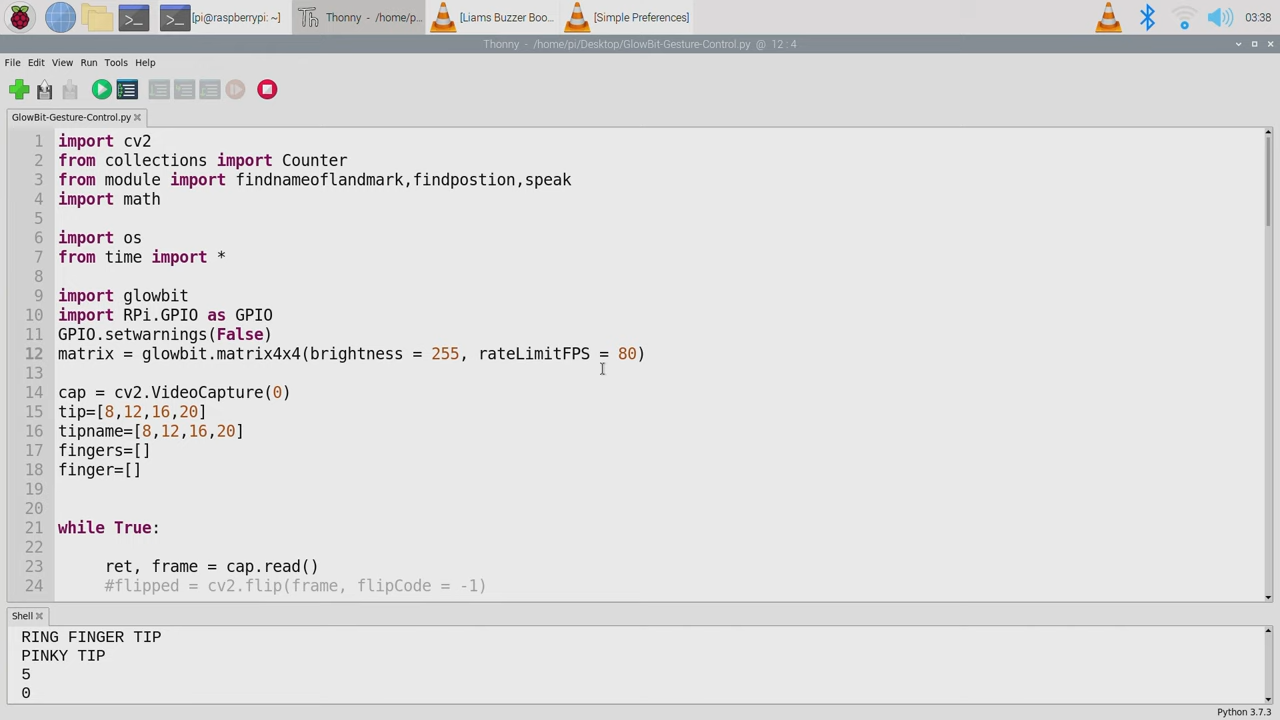 [pi@raspberrypi: ~]
Thonny - /home/p...
[Liams Buzzer Boo...
[Simple Preferences]
03:38
Thonny - /home/pi/Desktop/GlowBit-Gesture-Control.py @ 12 : 4
File Edit View Run Tools Help
GlowBit-Gesture-Control.py
1 import cv2
2 from collections import Counter
3 from module import findnameoflandmark,findpostion,speak
4 import math
5
6 import os
7 from time import *
8
9 import glowbit
10 import RPi.GPIO as GPIO
11 GPIO.setwarnings(False)
12 matrix = glowbit.matrix4x4(brightness = 255, rateLimitFPS = 80)
13
14 cap = cv2.VideoCapture(0)
15 tip=[8,12,16,20]
16 tipname=[8,12,16,20]
17 fingers=[]
18 finger=[]
19
20
21 while True:
22
23 ret, frame = cap.read()
24 #flipped = cv2.flip(frame, flipCode = -1)
Shell
RING FINGER TIP
PINKY TIP
5
0
Python 3.7.3